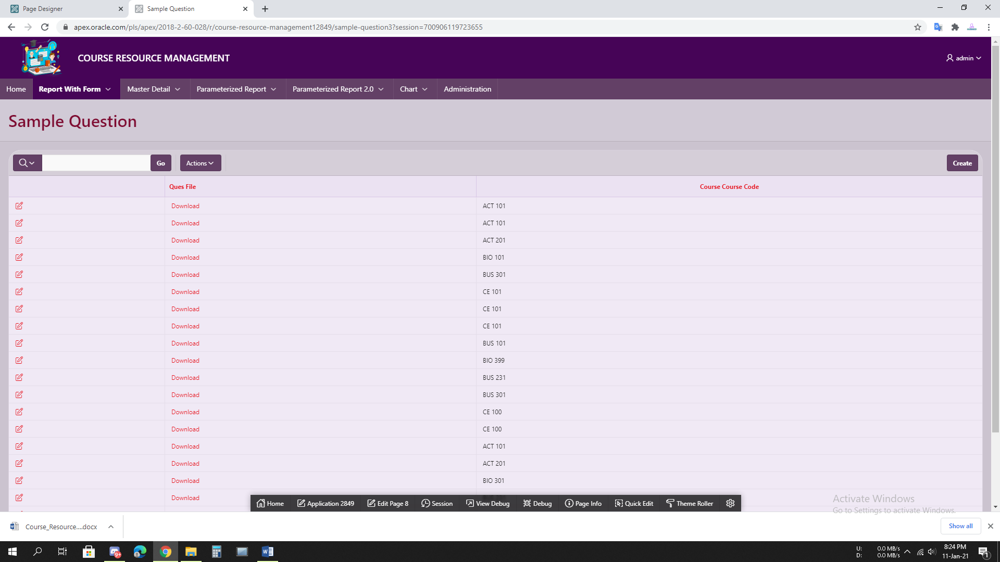 Page Designer
Sample Question
apex.oracle.com/pls/apex/2018-2-60-028/r/course-resource-management12849/sample-question3?session=700906119723655
COURSE RESOURCE MANAGEMENT
admin
Home Report With Form Master Detail Parameterized Report Parameterized Report 2.0 Chart Administration
Sample Question
Go Actions Create
Ques File Course Course Code
Download ACT 101
Download ACT 101
Download ACT 201
Download BIO 101
Download BUS 301
Download CE 101
Download CE 101
Download CE 101
Download BUS 101
Download BIO 399
Download BUS 231
Download BUS 301
Download CE 100
Download CE 100
Download ACT 101
Download ACT 201
Download BIO 301
Download
Home Application 2849 Edit Page 8 Session View Debug Debug Page Info Quick Edit Theme Roller
Activate Windows
Go to Settings to activate Windows.
Course_Resource....docx
Show all
9+
U: 0.0 MB/s
D: 0.0 MB/s
8:24 PM
11-Jan-21
1